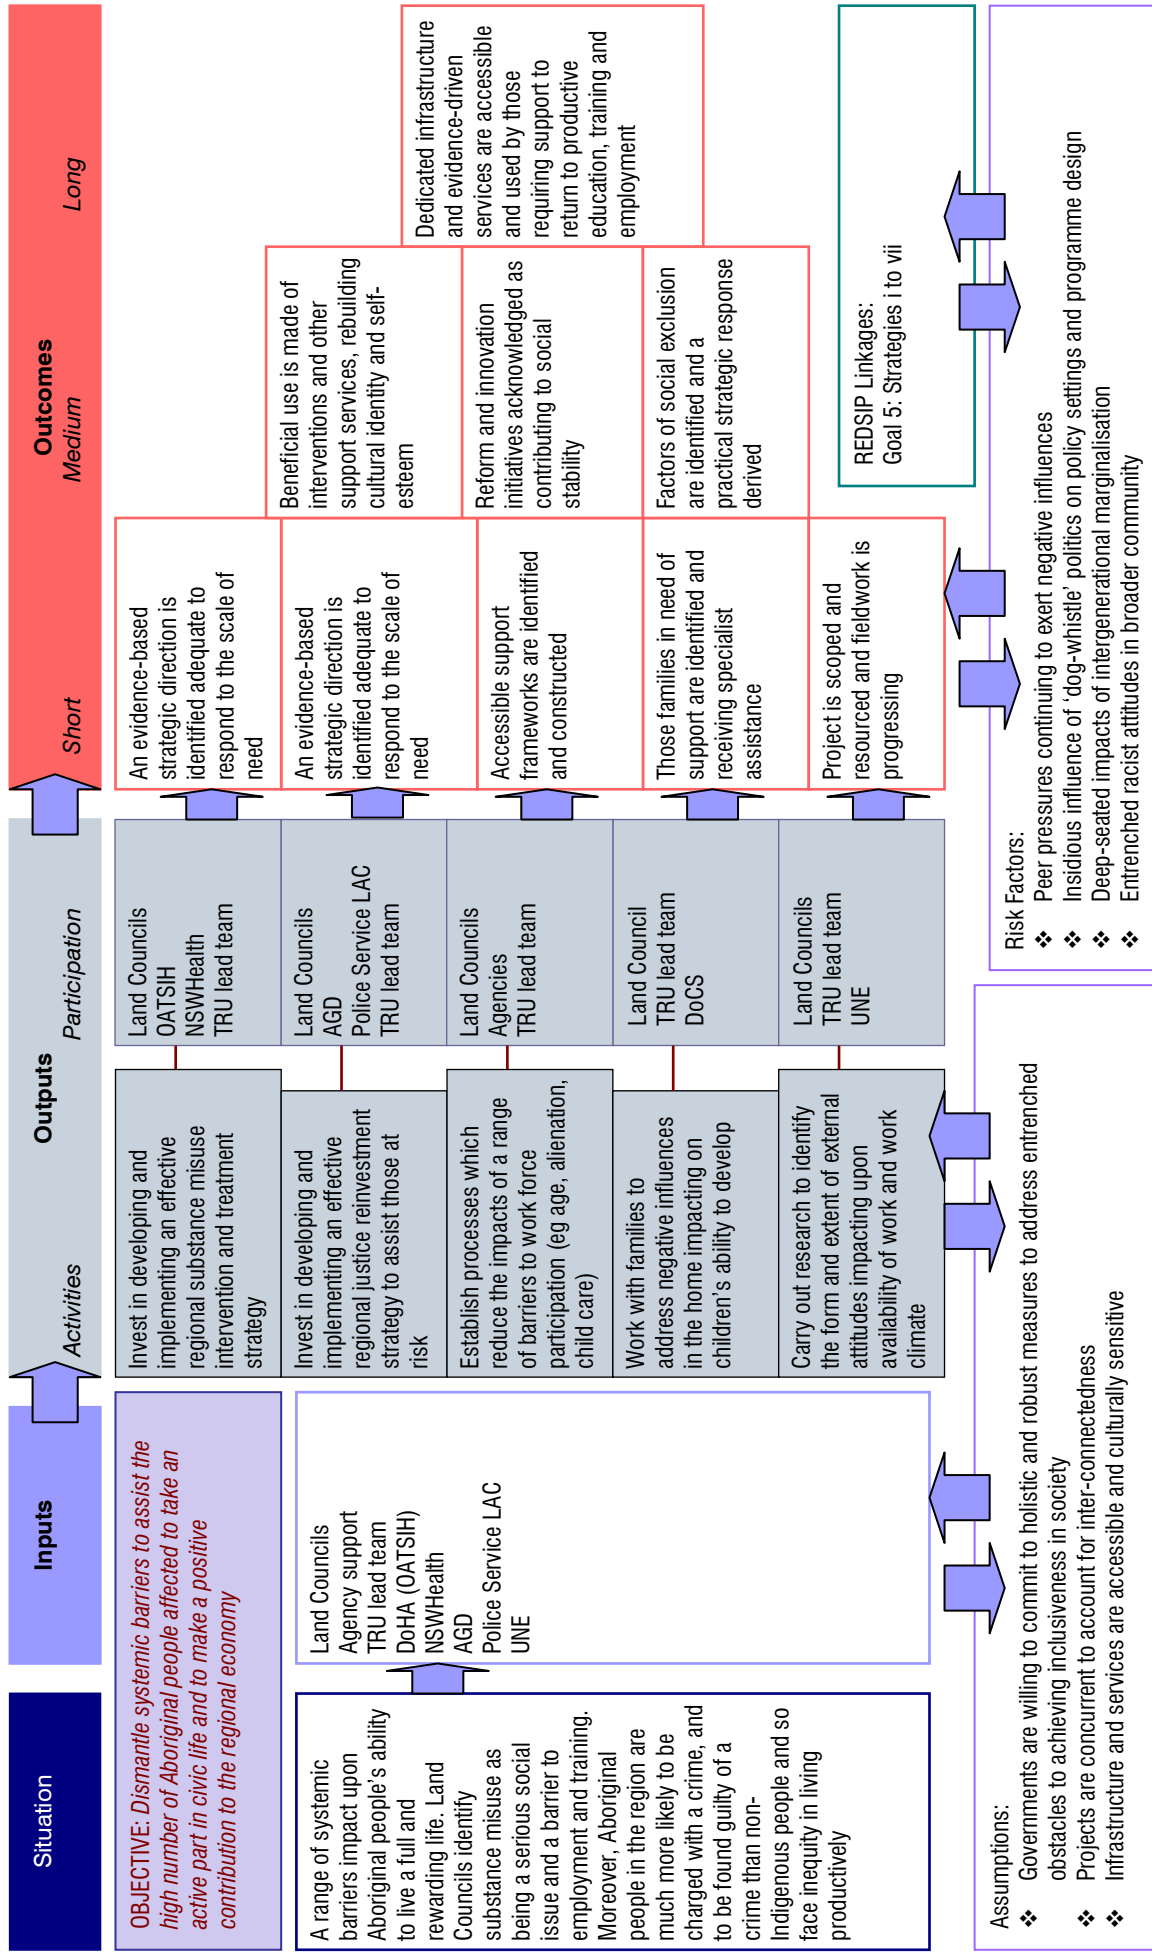 Situation
Inputs
Outputs
Activities
Participation
Outcomes
Short
Medium
Long
OBJECTIVE: Dismantle systemic barriers to assist the
high number of Aboriginal people affected to take an
active part in civic life and to make a positive
contribution to the regional economy
A range of systemic
barriers impact upon
Aboriginal people’s ability
to live a full and
rewarding life. Land
Councils identify
substance misuse as
being a serious social
issue and a barrier to
employment and training.
Moreover, Aboriginal
people in the region are
much more likely to be
charged with a crime, and
to be found guilty of a
crime than non-
Indigenous people and so
face inequity in living
productively
Land Councils
Agency support
TRU lead team
DoHA (OATSIH)
NSWHealth
AGD
Police Service LAC
UNE
Invest in developing and
implementing an effective
regional substance misuse
intervention and treatment
strategy
Invest in developing and
implementing an effective
regional justice reinvestment
strategy to assist those at
risk
Establish processes which
reduce the impacts of a range
of barriers to work force
participation (eg age, alienation,
child care)
Work with families to
address negative influences
in the home impacting on
children’s ability to develop
Carry out research to identify
the form and extent of external
attitudes impacting upon
availability of work and work
climate
Land Councils
OATSIH
NSWHealth
TRU lead team
Land Councils
AGD
Police Service LAC
TRU lead team
Land Councils
Agencies
TRU lead team
Land Council
TRU lead team
DoCS
Land Councils
TRU lead team
UNE
An evidence-based
strategic direction is
identified adequate to
respond to the scale of
need
An evidence-based
strategic direction is
identified adequate to
respond to the scale of
need
Accessible support
frameworks are identified
and constructed
Those families in need of
support are identified and
receiving specialist
assistance
Project is scoped and
resourced and fieldwork is
progressing
Beneficial use is made of
interventions and other
support services, rebuilding
cultural identity and self-
esteem
Reform and innovation
initiatives acknowledged as
contributing to social
stability
Factors of social exclusion
are identified and a
practical strategic response
derived
Dedicated infrastructure
and evidence-driven
services are accessible
and used by those
requiring support to
return to productive
education, training and
employment
REDSIP Linkages:
Goal 5: Strategies i to vii
Assumptions:
❖ Governments are willing to commit to holistic and robust measures to address entrenched
obstacles to achieving inclusiveness in society
❖ Projects are concurrent to account for inter-connectedness
❖ Infrastructure and services are accessible and culturally sensitive
Risk Factors:
❖ Peer pressures continuing to exert negative influences
❖ Insidious influence of ‘dog-whistle’ politics on policy settings and programme design
❖ Deep-seated impacts of intergenerational marginalisation
❖ Entrenched racist attitudes in broader community